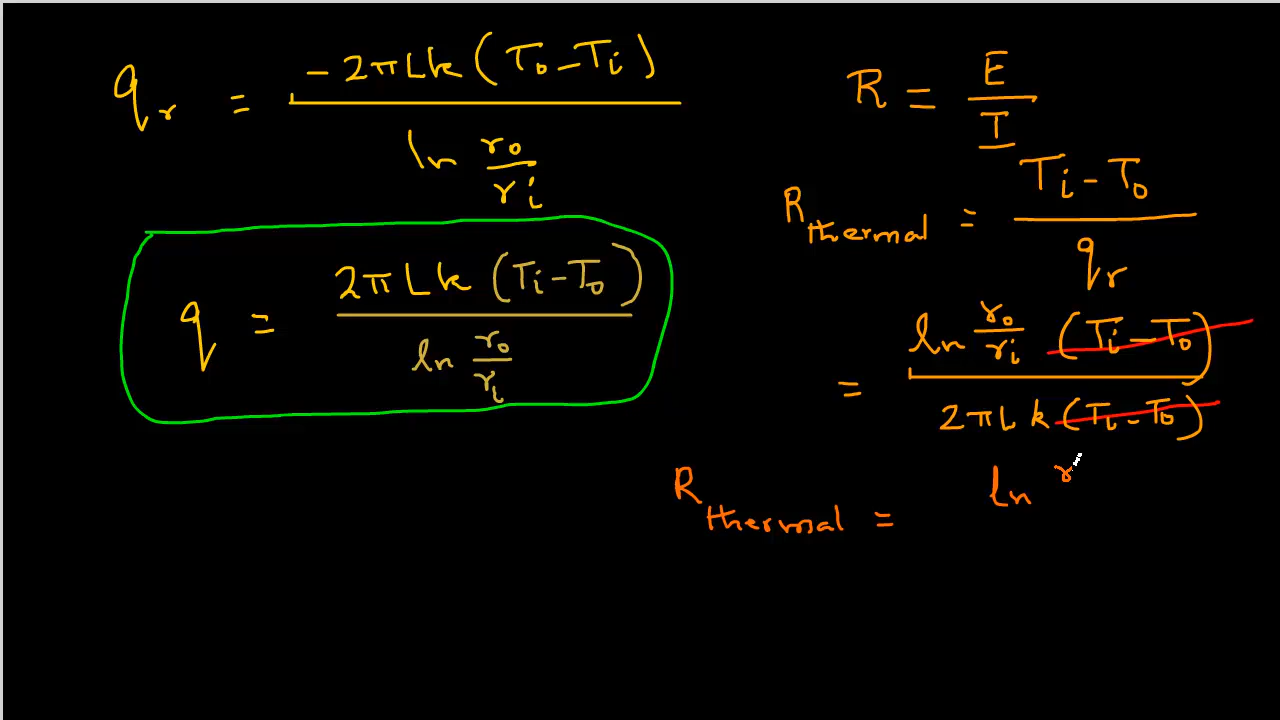 q_r = -2πLk(T_o - T_i) / ln r_o/r_i
q = 2πLk(T_i - T_o) / ln r_o/r_i
R = E / I
R_thermal = T_i - T_o / q_r
= ln r_o/r_i (T_i - T_o) / 2πLk(T_i - T_o)
R_thermal = ln r